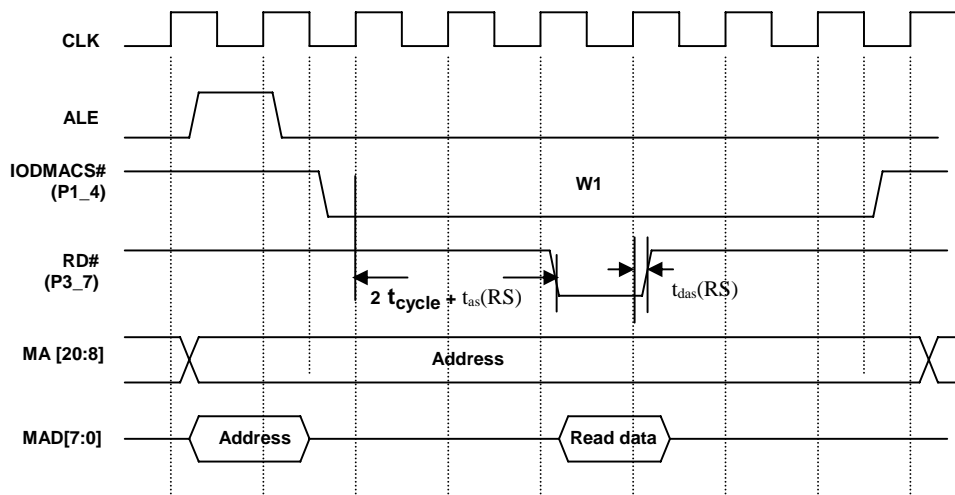 CLK
ALE
IODMACS#
(P1_4)
W1
RD#
(P3_7)
2 tcycle + tas(RS)
tdas(RS)
MA [20:8]
Address
MAD[7:0]
Address
Read data